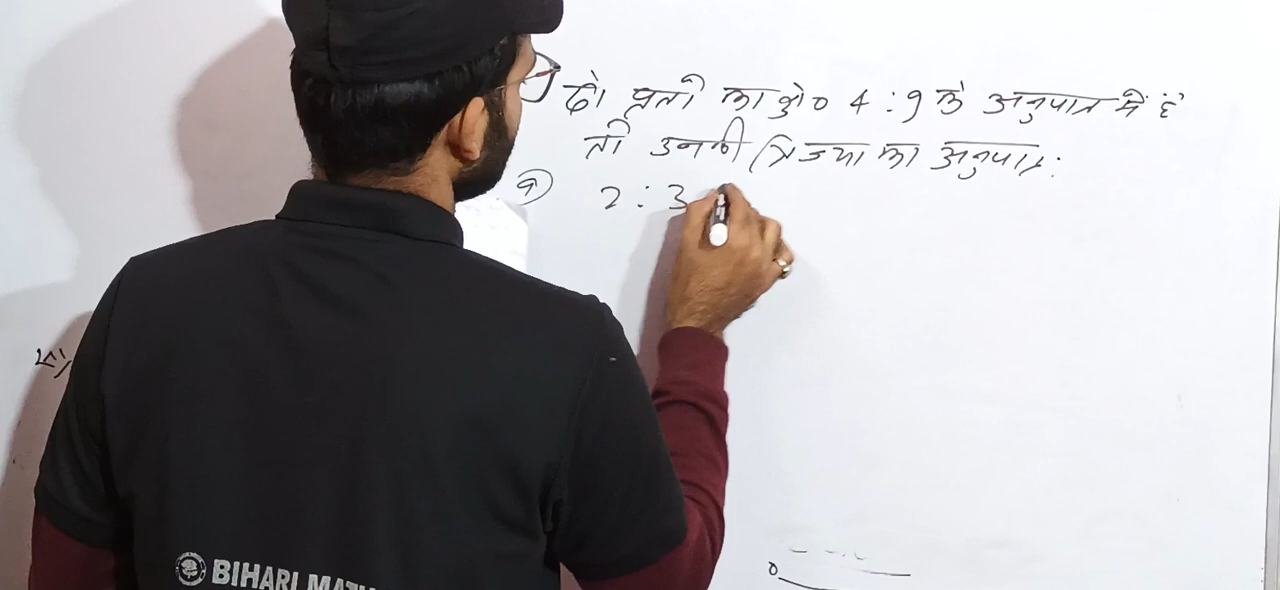 दो वृतो का क्षे० 4 : 9 के अनुपात में है
तो उनकी त्रिज्या का अनुपात :
a) 2 : 3
BIHARI MATH